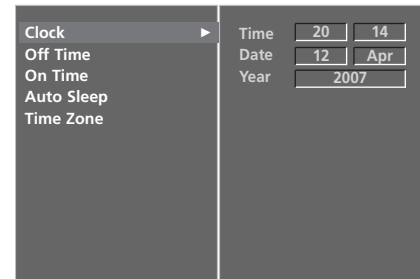 Clock
Off Time
On Time
Auto Sleep
Time Zone
Time 20 14
Date 12 Apr
Year 2007